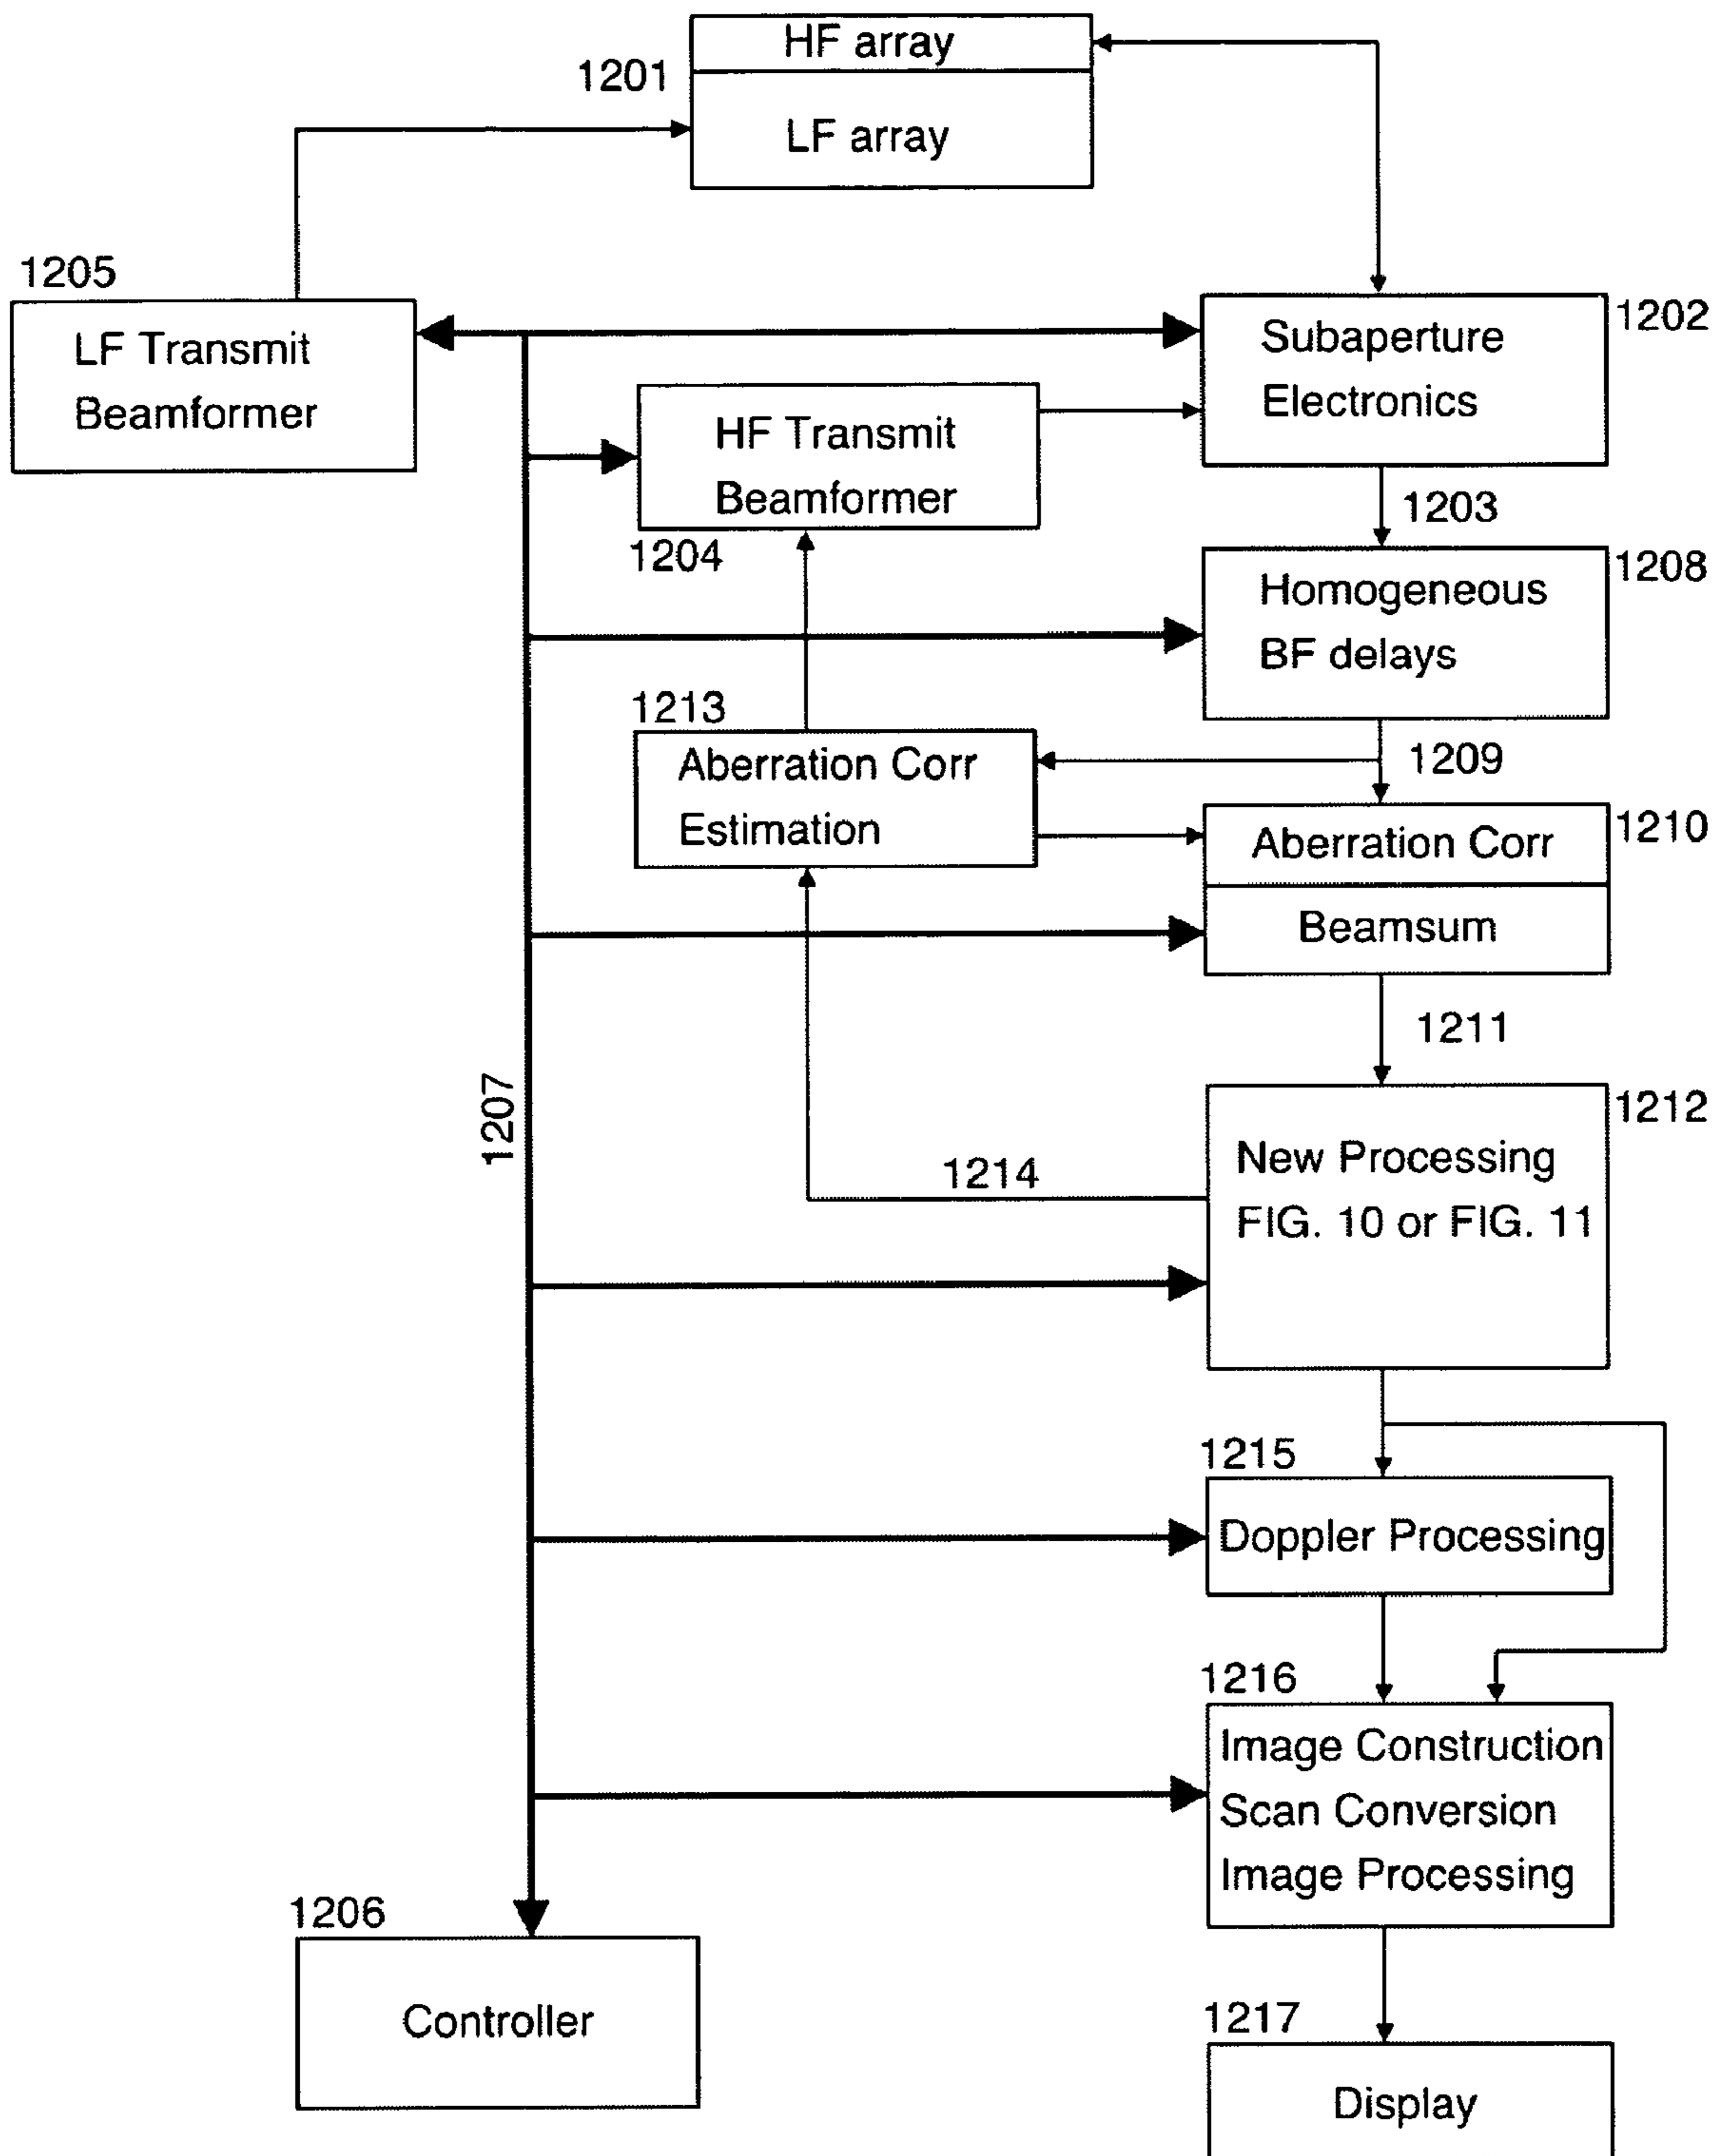 HF array
1201
LF array
1205
LF Transmit
Beamformer
1202
Subaperture
Electronics
HF Transmit
Beamformer
1204
1203
1208
Homogeneous
BF delays
1213
Aberration Corr
Estimation
1209
1210
Aberration Corr
Beamsum
1211
1207
1212
New Processing
FIG. 10 or FIG. 11
1214
1215
Doppler Processing
1216
Image Construction
Scan Conversion
Image Processing
1206
Controller
1217
Display